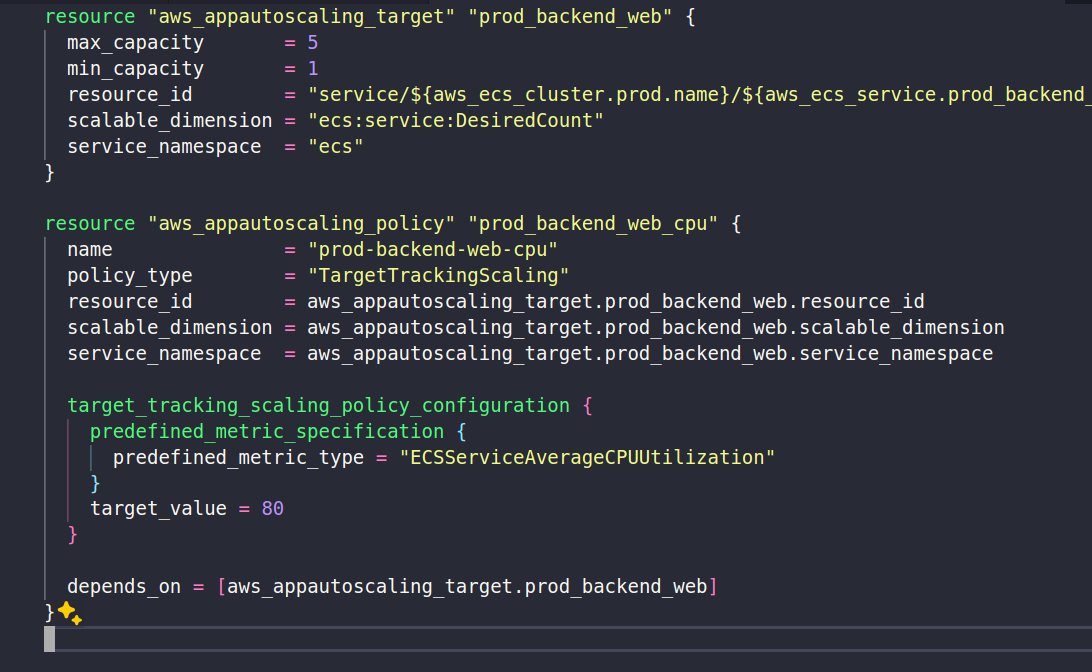 resource "aws_appautoscaling_target" "prod_backend_web" {
  max_capacity       = 5
  min_capacity       = 1
  resource_id        = "service/${aws_ecs_cluster.prod.name}/${aws_ecs_service.prod_backend_
  scalable_dimension = "ecs:service:DesiredCount"
  service_namespace  = "ecs"
}

resource "aws_appautoscaling_policy" "prod_backend_web_cpu" {
  name               = "prod-backend-web-cpu"
  policy_type        = "TargetTrackingScaling"
  resource_id        = aws_appautoscaling_target.prod_backend_web.resource_id
  scalable_dimension = aws_appautoscaling_target.prod_backend_web.scalable_dimension
  service_namespace  = aws_appautoscaling_target.prod_backend_web.service_namespace

  target_tracking_scaling_policy_configuration {
    predefined_metric_specification {
      predefined_metric_type = "ECSServiceAverageCPUUtilization"
    }
    target_value = 80
  }

  depends_on = [aws_appautoscaling_target.prod_backend_web]
}